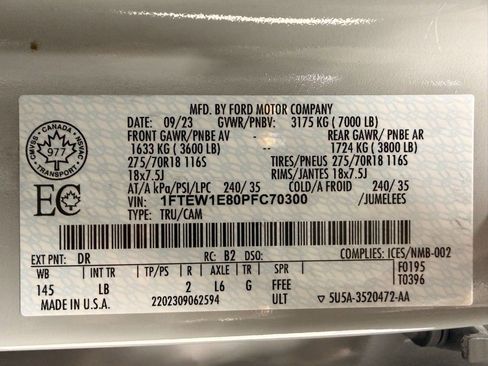 MFD. BY FORD MOTOR COMPANY
DATE: 09/23 GVWR/PNBV: 3175 KG ( 7000 LB)
FRONT GAWR/PNBE AV - REAR GAWR/PNBE AR
1633 KG ( 3600 LB) 1724 KG ( 3800 LB)
275/70R18 116S TIRES/PNEUS 275/70R18 116S
18x7.5J RIMS/JANTES 18x7.5J
AT/A kPa/PSI/LPC 240/ 35 COLD/A FROID 240/ 35
VIN: 1FTEW1E80PFC70300 /JUMELEES
TYPE: TRU/CAM
CANADA
CMVSS NSVAC
977
TRANSPORT
EC
EXT PNT: DR RC: B2 DSO: COMPLIES: ICES/NMB-002
WB INT TR TP/PS R AXLE TR SPR F0195
145 LB 2 L6 G FFFFFF T0396
MADE IN U.S.A. 2202309062594 ULT ▽ 5U5A-3520472-AA